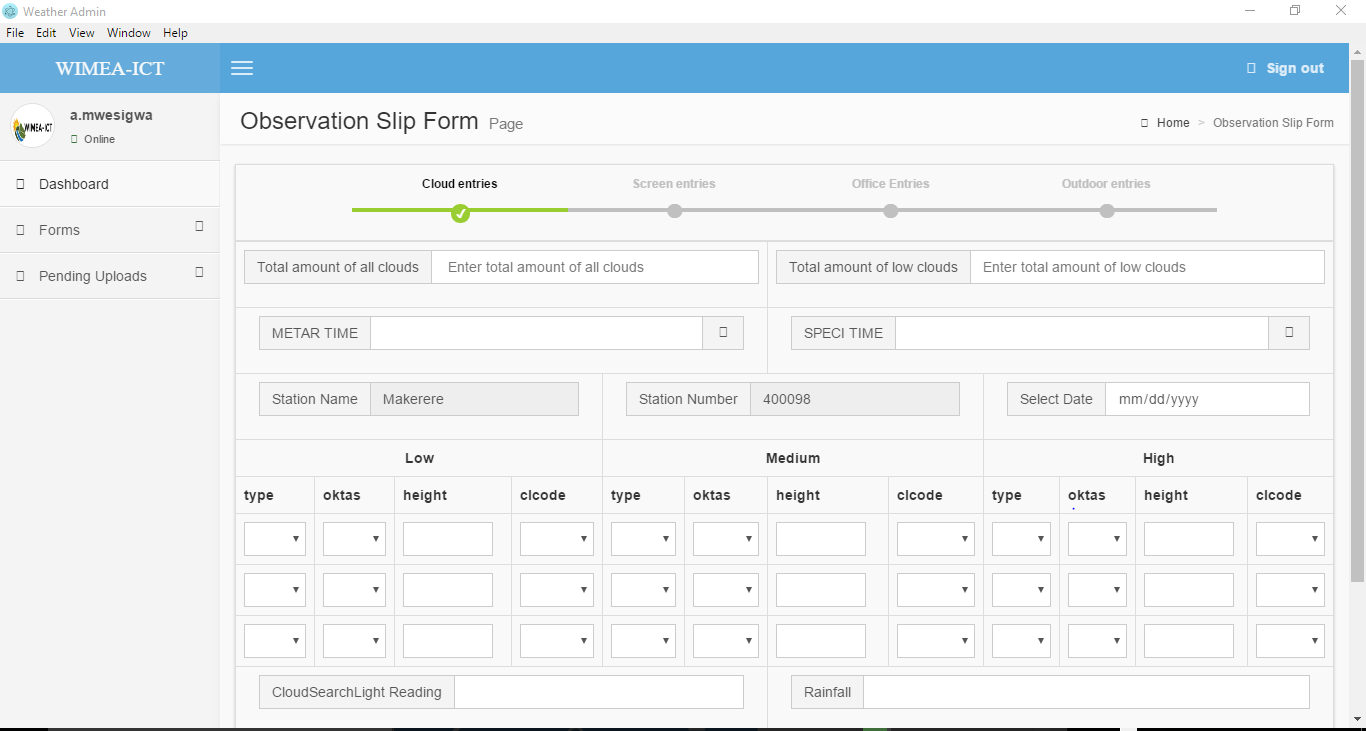 Weather Admin
File Edit View Window Help
WIMEA-ICT
Sign out
WIMEA-ICT
a.mwesigwa
Online
Dashboard
Forms
Pending Uploads
Observation Slip Form Page
Home > Observation Slip Form
Cloud entries Screen entries Office Entries Outdoor entries
Total amount of all clouds Enter total amount of all clouds Total amount of low clouds Enter total amount of low clouds
METAR TIME SPECI TIME
Station Name Makerere Station Number 400098 Select Date mm/dd/yyyy
Low Medium High
type oktas height clcode type oktas height clcode type oktas height clcode
CloudSearchLight Reading Rainfall